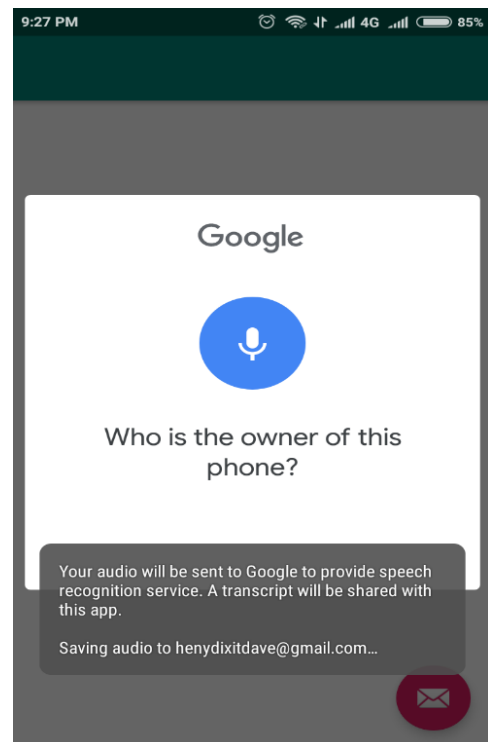 9:27 PM 4G 85%
Google
Who is the owner of this
phone?
Your audio will be sent to Google to provide speech
recognition service. A transcript will be shared with
this app.
Saving audio to henydixitdave@gmail.com...